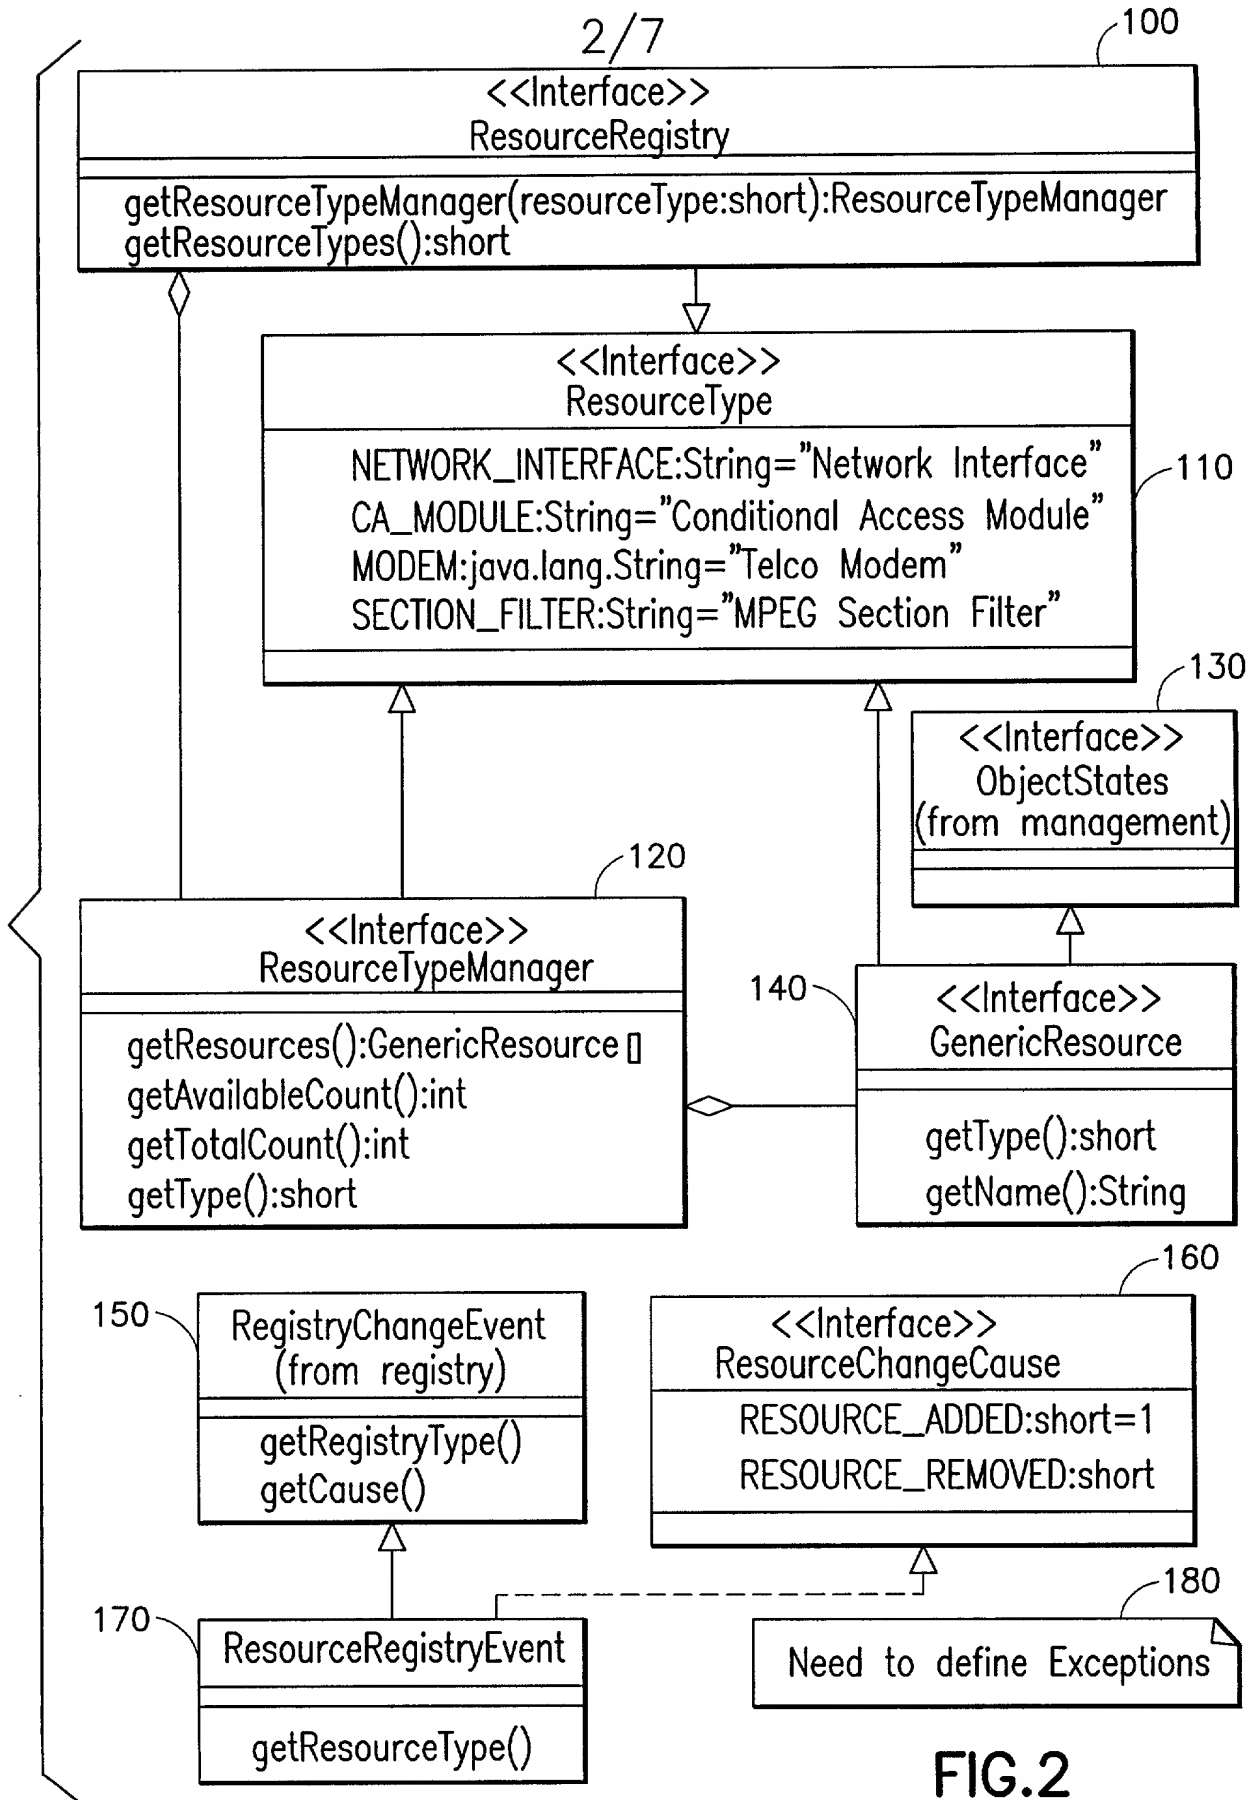 2/7
100
<<Interface>>
ResourceRegistry
getResourceTypeManager(resourceType:short):ResourceTypeManager
getResourceTypes():short
<<Interface>>
ResourceType
NETWORK_INTERFACE:String="Network Interface"
CA_MODULE:String="Conditional Access Module"
MODEM:java.lang.String="Telco Modem"
SECTION_FILTER:String="MPEG Section Filter"
110
130
<<Interface>>
ObjectStates
(from management)
120
<<Interface>>
ResourceTypeManager
getResources():GenericResource []
getAvailableCount():int
getTotalCount():int
getType():short
140
<<Interface>>
GenericResource
getType():short
getName():String
150
RegistryChangeEvent
(from registry)
getRegistryType()
getCause()
160
<<Interface>>
ResourceChangeCause
RESOURCE_ADDED:short=1
RESOURCE_REMOVED:short
170
ResourceRegistryEvent
getResourceType()
180
Need to define Exceptions
FIG.2